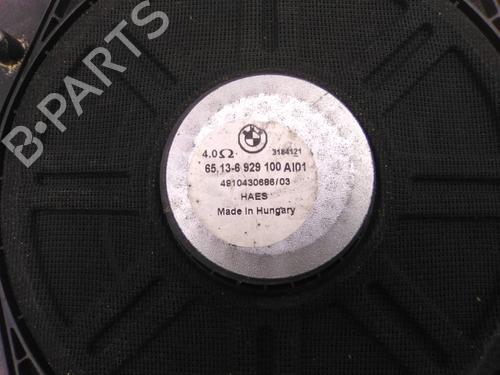 B-PARTS
4.0Ω
3184121
65.13-6 929 100 AI01
4910430686/03
HAES
Made in Hungary